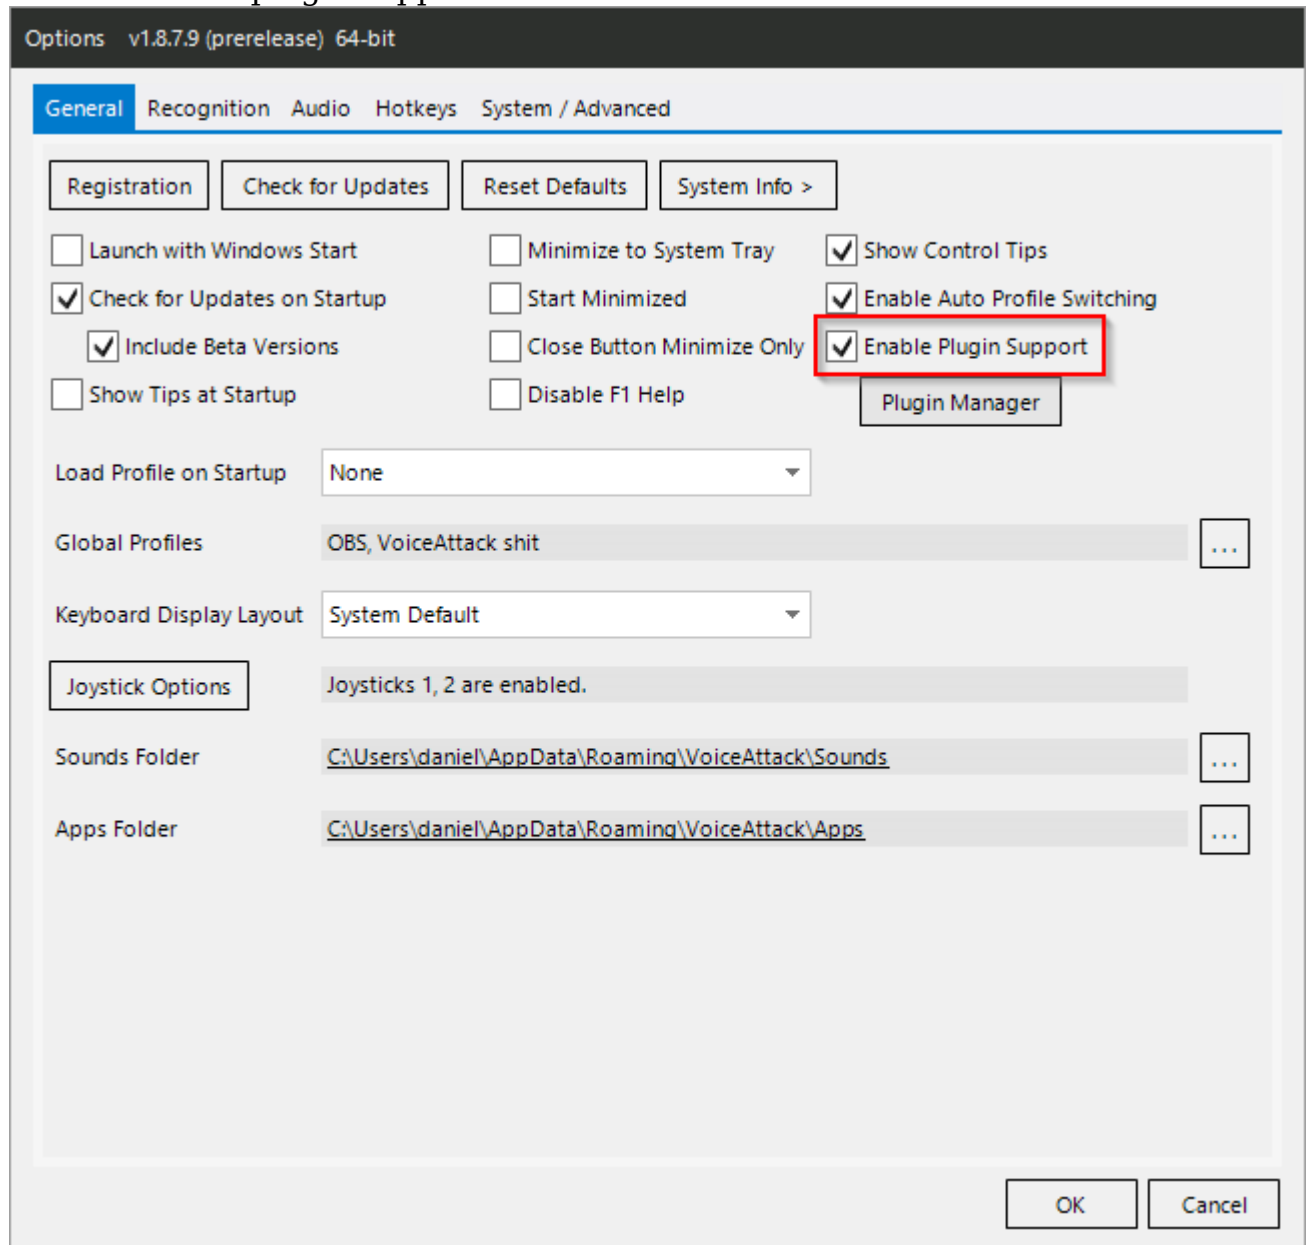 Options v1.8.7.9 (prerelease) 64-bit
General Recognition Audio Hotkeys System / Advanced
Registration Check for Updates Reset Defaults System Info >
Launch with Windows Start Minimize to System Tray Show Control Tips
Check for Updates on Startup Start Minimized Enable Auto Profile Switching
Include Beta Versions Close Button Minimize Only Enable Plugin Support
Show Tips at Startup Disable F1 Help Plugin Manager
Load Profile on Startup None
Global Profiles OBS, VoiceAttack shit ...
Keyboard Display Layout System Default
Joystick Options Joysticks 1, 2 are enabled.
Sounds Folder C:\Users\daniel\AppData\Roaming\VoiceAttack\Sounds ...
Apps Folder C:\Users\daniel\AppData\Roaming\VoiceAttack\Apps ...
OK Cancel